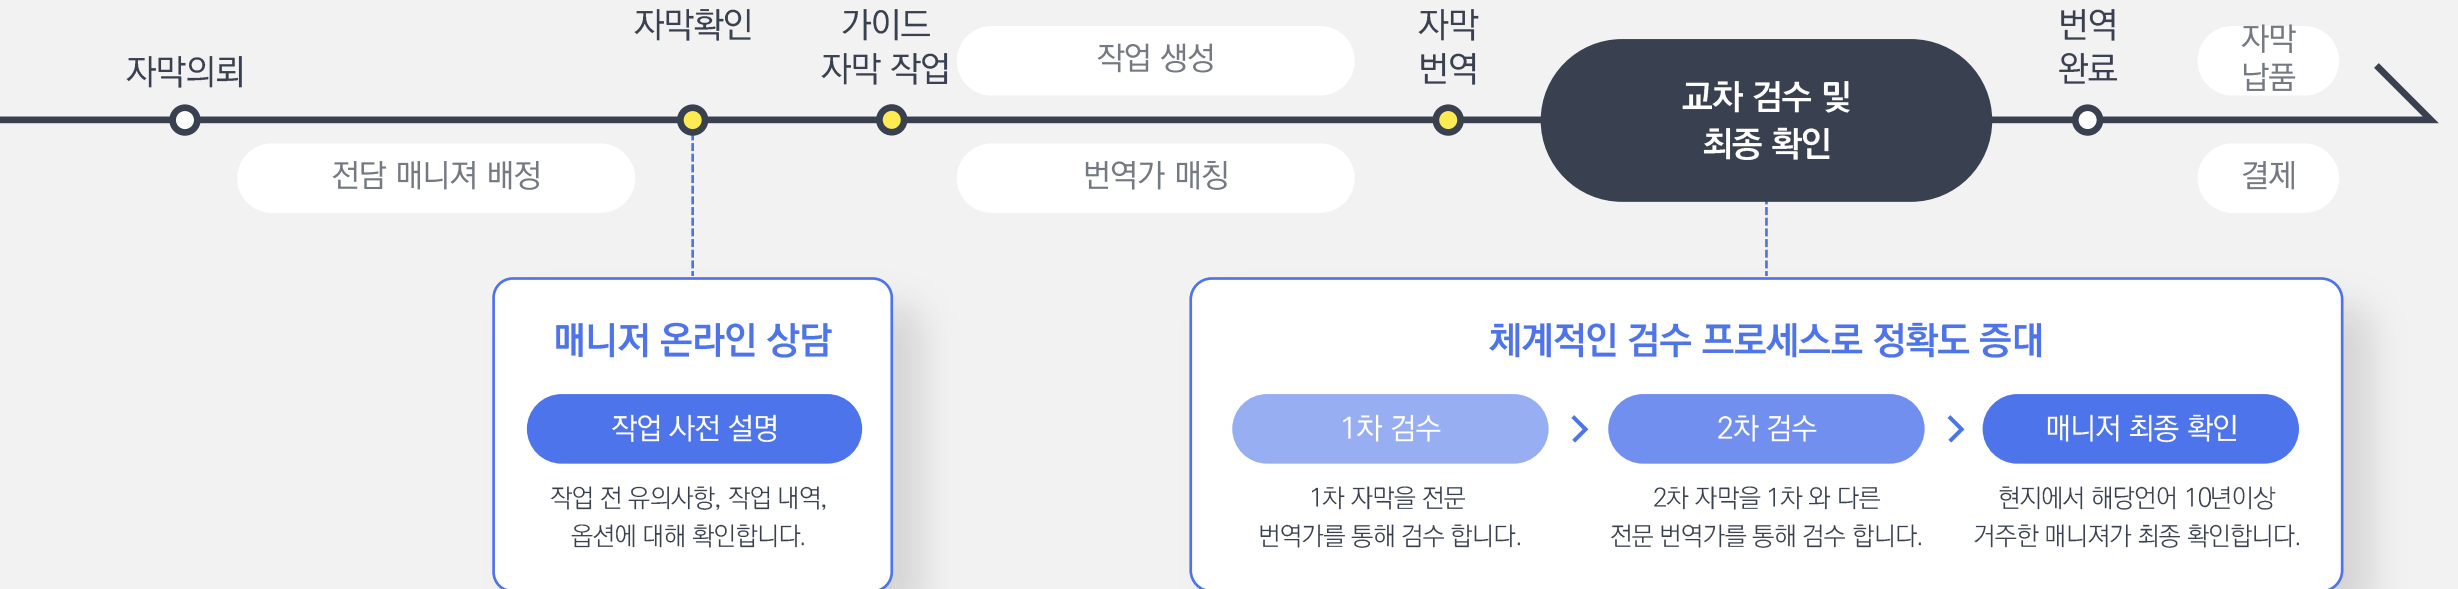 자막의뢰
전담 매니져 배정
자막확인
가이드
자막 작업
작업 생성
번역가 매칭
자막
번역
교차 검수 및
최종 확인
번역
완료
자막
납품
결제
매니저 온라인 상담
작업 사전 설명
작업 전 유의사항, 작업 내역,
옵션에 대해 확인합니다.
체계적인 검수 프로세스로 정확도 증대
1차 검수
1차 자막을 전문
번역가를 통해 검수 합니다.
2차 검수
2차 자막을 1차 와 다른
전문 번역가를 통해 검수 합니다.
매니저 최종 확인
현지에서 해당언어 10년이상
거주한 매니져가 최종 확인합니다.